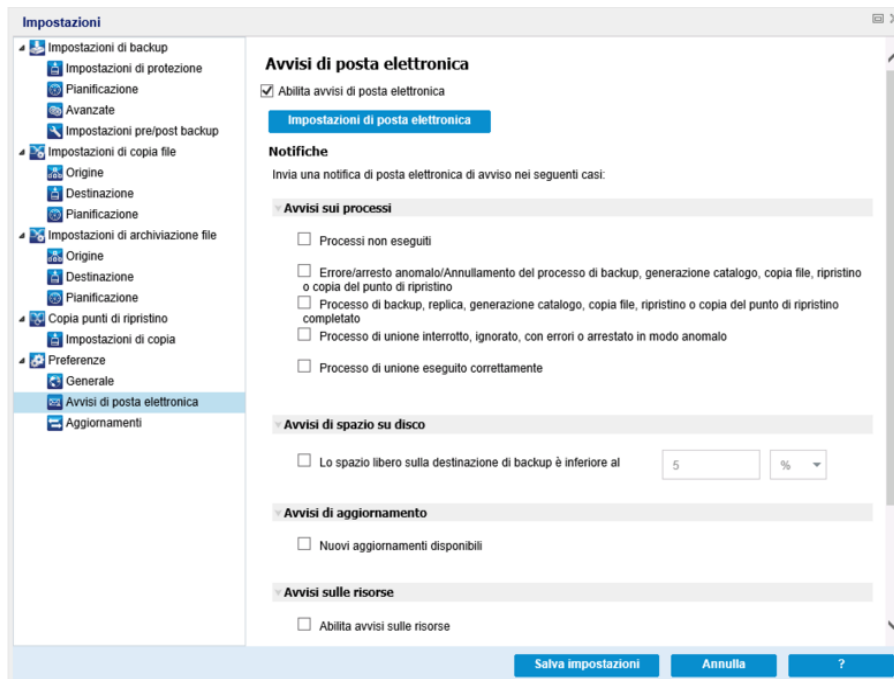 Impostazioni
Impostazioni di backup
Impostazioni di protezione
Pianificazione
Avanzate
Impostazioni pre/post backup
Impostazioni di copia file
Origine
Destinazione
Pianificazione
Impostazioni di archiviazione file
Origine
Destinazione
Pianificazione
Copia punti di ripristino
Impostazioni di copia
Preferenze
Generale
Avvisi di posta elettronica
Aggiornamenti
Avvisi di posta elettronica
Abilita avvisi di posta elettronica
Impostazioni di posta elettronica
Notifiche
Invia una notifica di posta elettronica di avviso nei seguenti casi:
Avvisi sui processi
Processi non eseguiti
Errore/arresto anomalo/Annullamento del processo di backup, generazione catalogo, copia file, ripristino
o copia del punto di ripristino
Processo di backup, replica, generazione catalogo, copia file, ripristino o copia del punto di ripristino
completato
Processo di unione interrotto, ignorato, con errori o arrestato in modo anomalo
Processo di unione eseguito correttamente
Avvisi di spazio su disco
Lo spazio libero sulla destinazione di backup è inferiore al 5 %
Avvisi di aggiornamento
Nuovi aggiornamenti disponibili
Avvisi sulle risorse
Abilita avvisi sulle risorse
Salva impostazioni Annulla ?